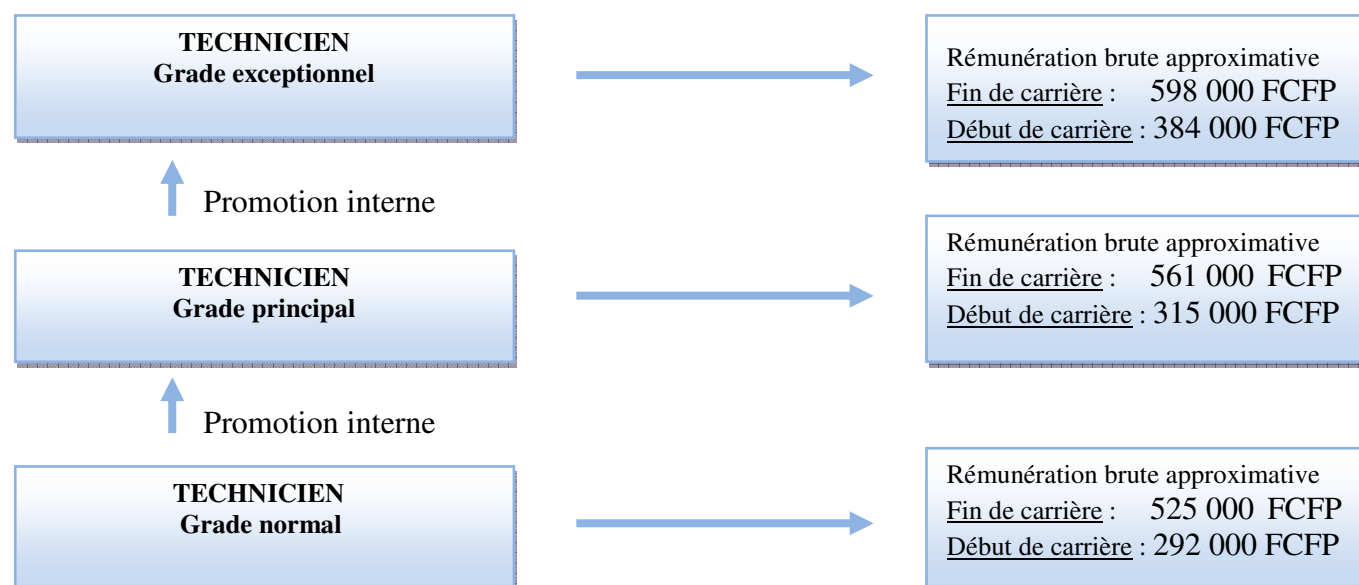 TECHNICIEN
Grade exceptionnel
Rémunération brute approximative
Fin de carrière : 598 000 FCFP
Début de carrière : 384 000 FCFP
Promotion interne
TECHNICIEN
Grade principal
Rémunération brute approximative
Fin de carrière : 561 000 FCFP
Début de carrière : 315 000 FCFP
Promotion interne
TECHNICIEN
Grade normal
Rémunération brute approximative
Fin de carrière : 525 000 FCFP
Début de carrière : 292 000 FCFP